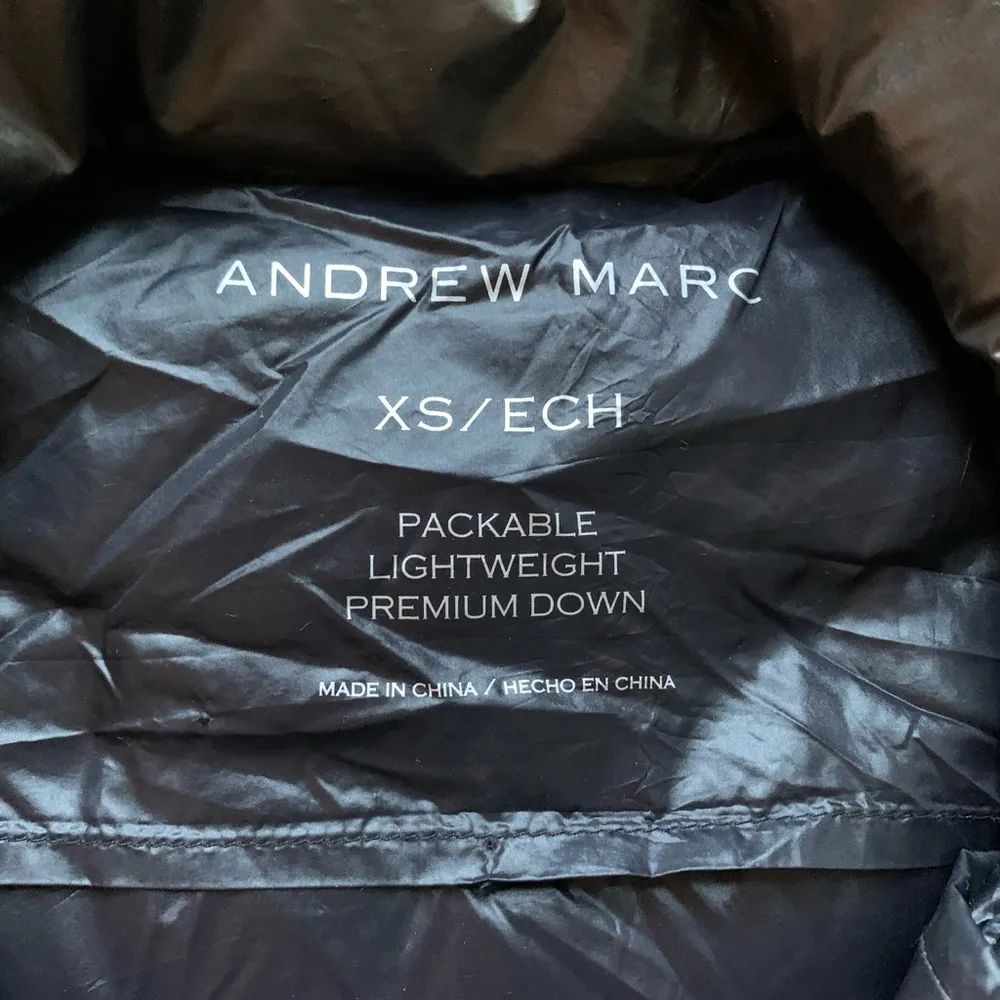 ANDREW MARC
XS/ECH
PACKABLE
LIGHTWEIGHT
PREMIUM DOWN
MADE IN CHINA / HECHO EN CHINA